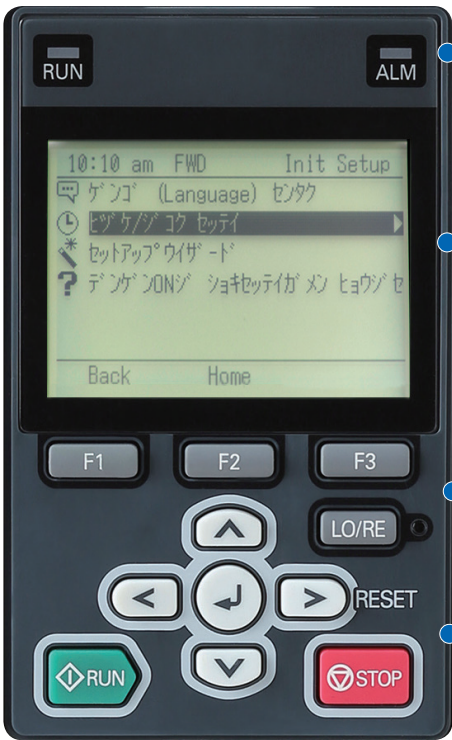 RUN
ALM
10:10 am FWD Init Setup
ｹﾞﾝｺﾞ (Language) ｾﾝﾀｸ
ﾋﾂﾞｹ/ｼﾞｺｸ ｾｯﾃｲ
ｾｯﾄｱｯﾌﾟｳｲｻﾞｰﾄﾞ
? ﾃﾞﾝｹﾞﾝONｼﾞ ｼｮｷｾｯﾃｲｶﾞﾒﾝ ﾋｮｳｼﾞｾ
Back Home
F1 F2 F3
LO/RE
< > RESET
RUN STOP